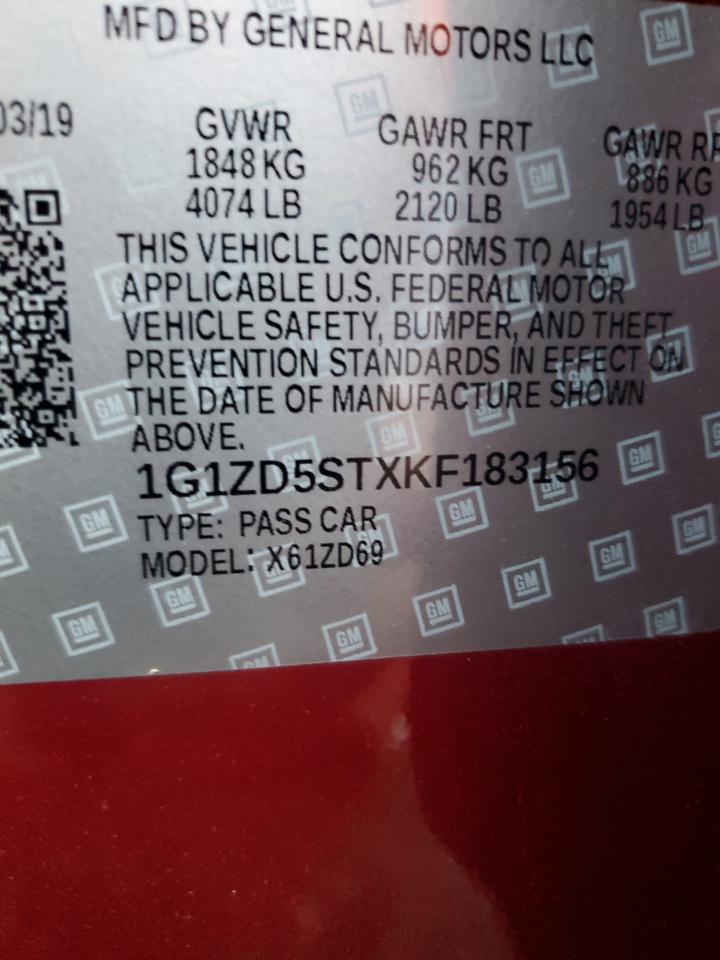 MFD BY GENERAL MOTORS LLC
03/19 GVWR GAWR FRT GAWR RR
1848 KG 962 KG 886 KG
4074 LB 2120 LB 1954 LB
THIS VEHICLE CONFORMS TO ALL
APPLICABLE U.S. FEDERAL MOTOR
VEHICLE SAFETY, BUMPER, AND THEFT
PREVENTION STANDARDS IN EFFECT ON
THE DATE OF MANUFACTURE SHOWN
ABOVE.
1G1ZD5STXKF183156
TYPE: PASS CAR
MODEL: X61ZD69